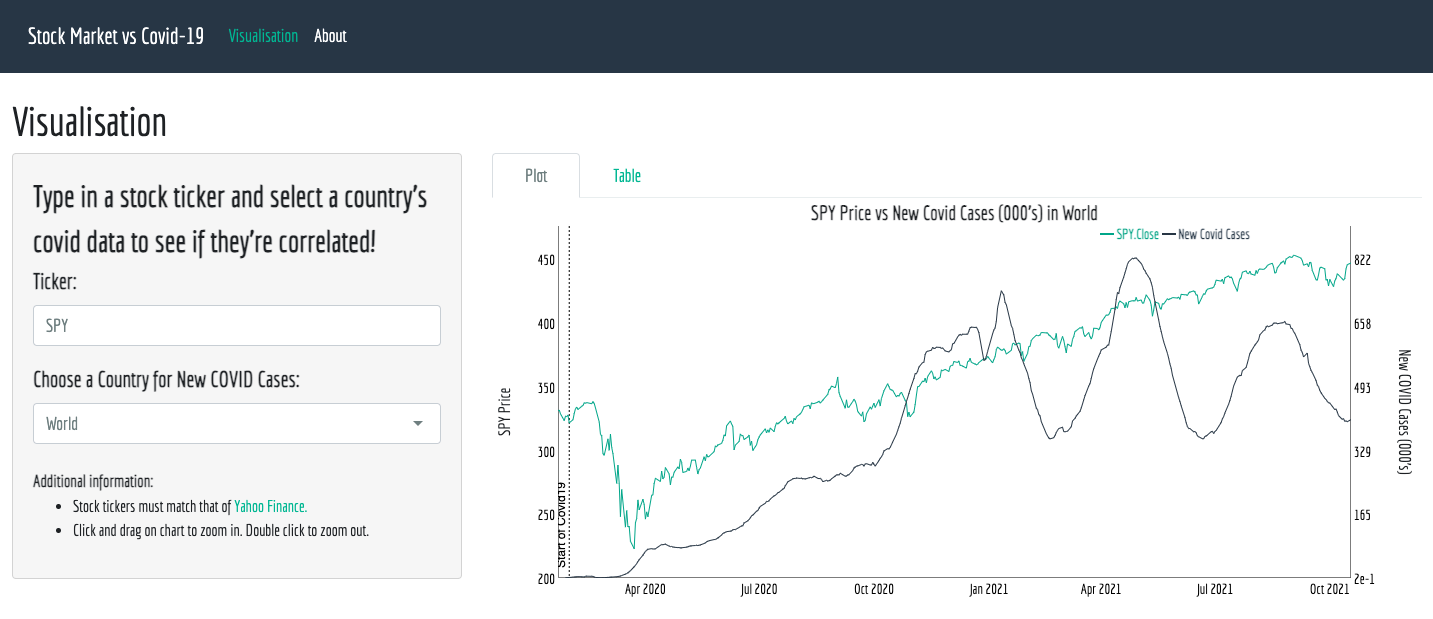 Stock Market vs Covid-19 Visualisation About
Visualisation
Type in a stock ticker and select a country's
covid data to see if they're correlated!
Ticker:
SPY
Choose a Country for New COVID Cases:
World
Additional information:
Stock tickers must match that of Yahoo Finance.
Click and drag on chart to zoom in. Double click to zoom out.
Plot Table
SPY Price vs New Covid Cases (000's) in World
SPY.Close New Covid Cases
SPY Price
450
400
350
300
250
200
Start of Covid19
822
658
493
329
165
2e-1
New COVID Cases (000's)
Apr 2020 Jul 2020 Oct 2020 Jan 2021 Apr 2021 Jul 2021 Oct 2021